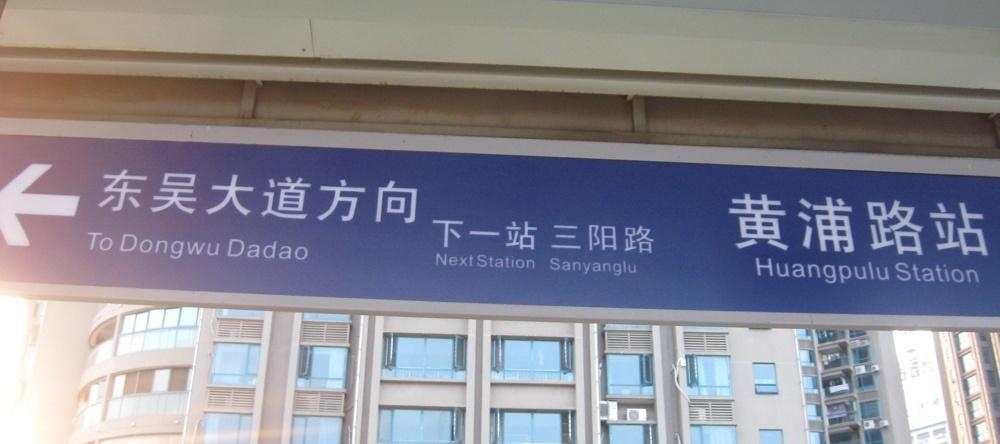 东吴大道方向
To Dongwu Dadao
下一站 三阳路
Next Station Sanyanglu
黄浦路站
Huangpulu Station